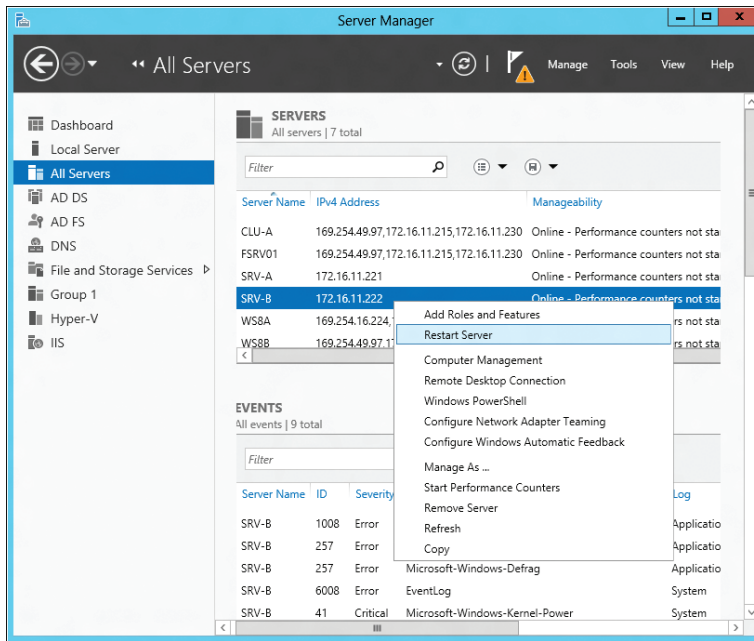 Server Manager
All Servers
Manage Tools View Help
Dashboard
Local Server
All Servers
AD DS
AD FS
DNS
File and Storage Services
Group 1
Hyper-V
IIS
SERVERS
All servers | 7 total
Filter
Server Name IPv4 Address Manageability
CLU-A 169.254.49.97,172.16.11.215,172.16.11.230 Online - Performance counters not sta
FSRV01 169.254.49.97,172.16.11.215,172.16.11.230 Online - Performance counters not sta
SRV-A 172.16.11.221 Online - Performance counters not sta
SRV-B 172.16.11.222 Online - Performance counters not sta
WS8A 169.254.16.224, rs not sta
WS8B 169.254.49.97,1 rs not sta
Add Roles and Features
Restart Server
Computer Management
Remote Desktop Connection
Windows PowerShell
Configure Network Adapter Teaming
Configure Windows Automatic Feedback
Manage As ...
Start Performance Counters
Remove Server
Refresh
Copy
EVENTS
All events | 9 total
Filter
Server Name ID Severity Log
SRV-B 1008 Error Applicatio
SRV-B 257 Error Applicatio
SRV-B 257 Error Microsoft-Windows-Defrag Applicatio
SRV-B 6008 Error EventLog System
SRV-B 41 Critical Microsoft-Windows-Kernel-Power System